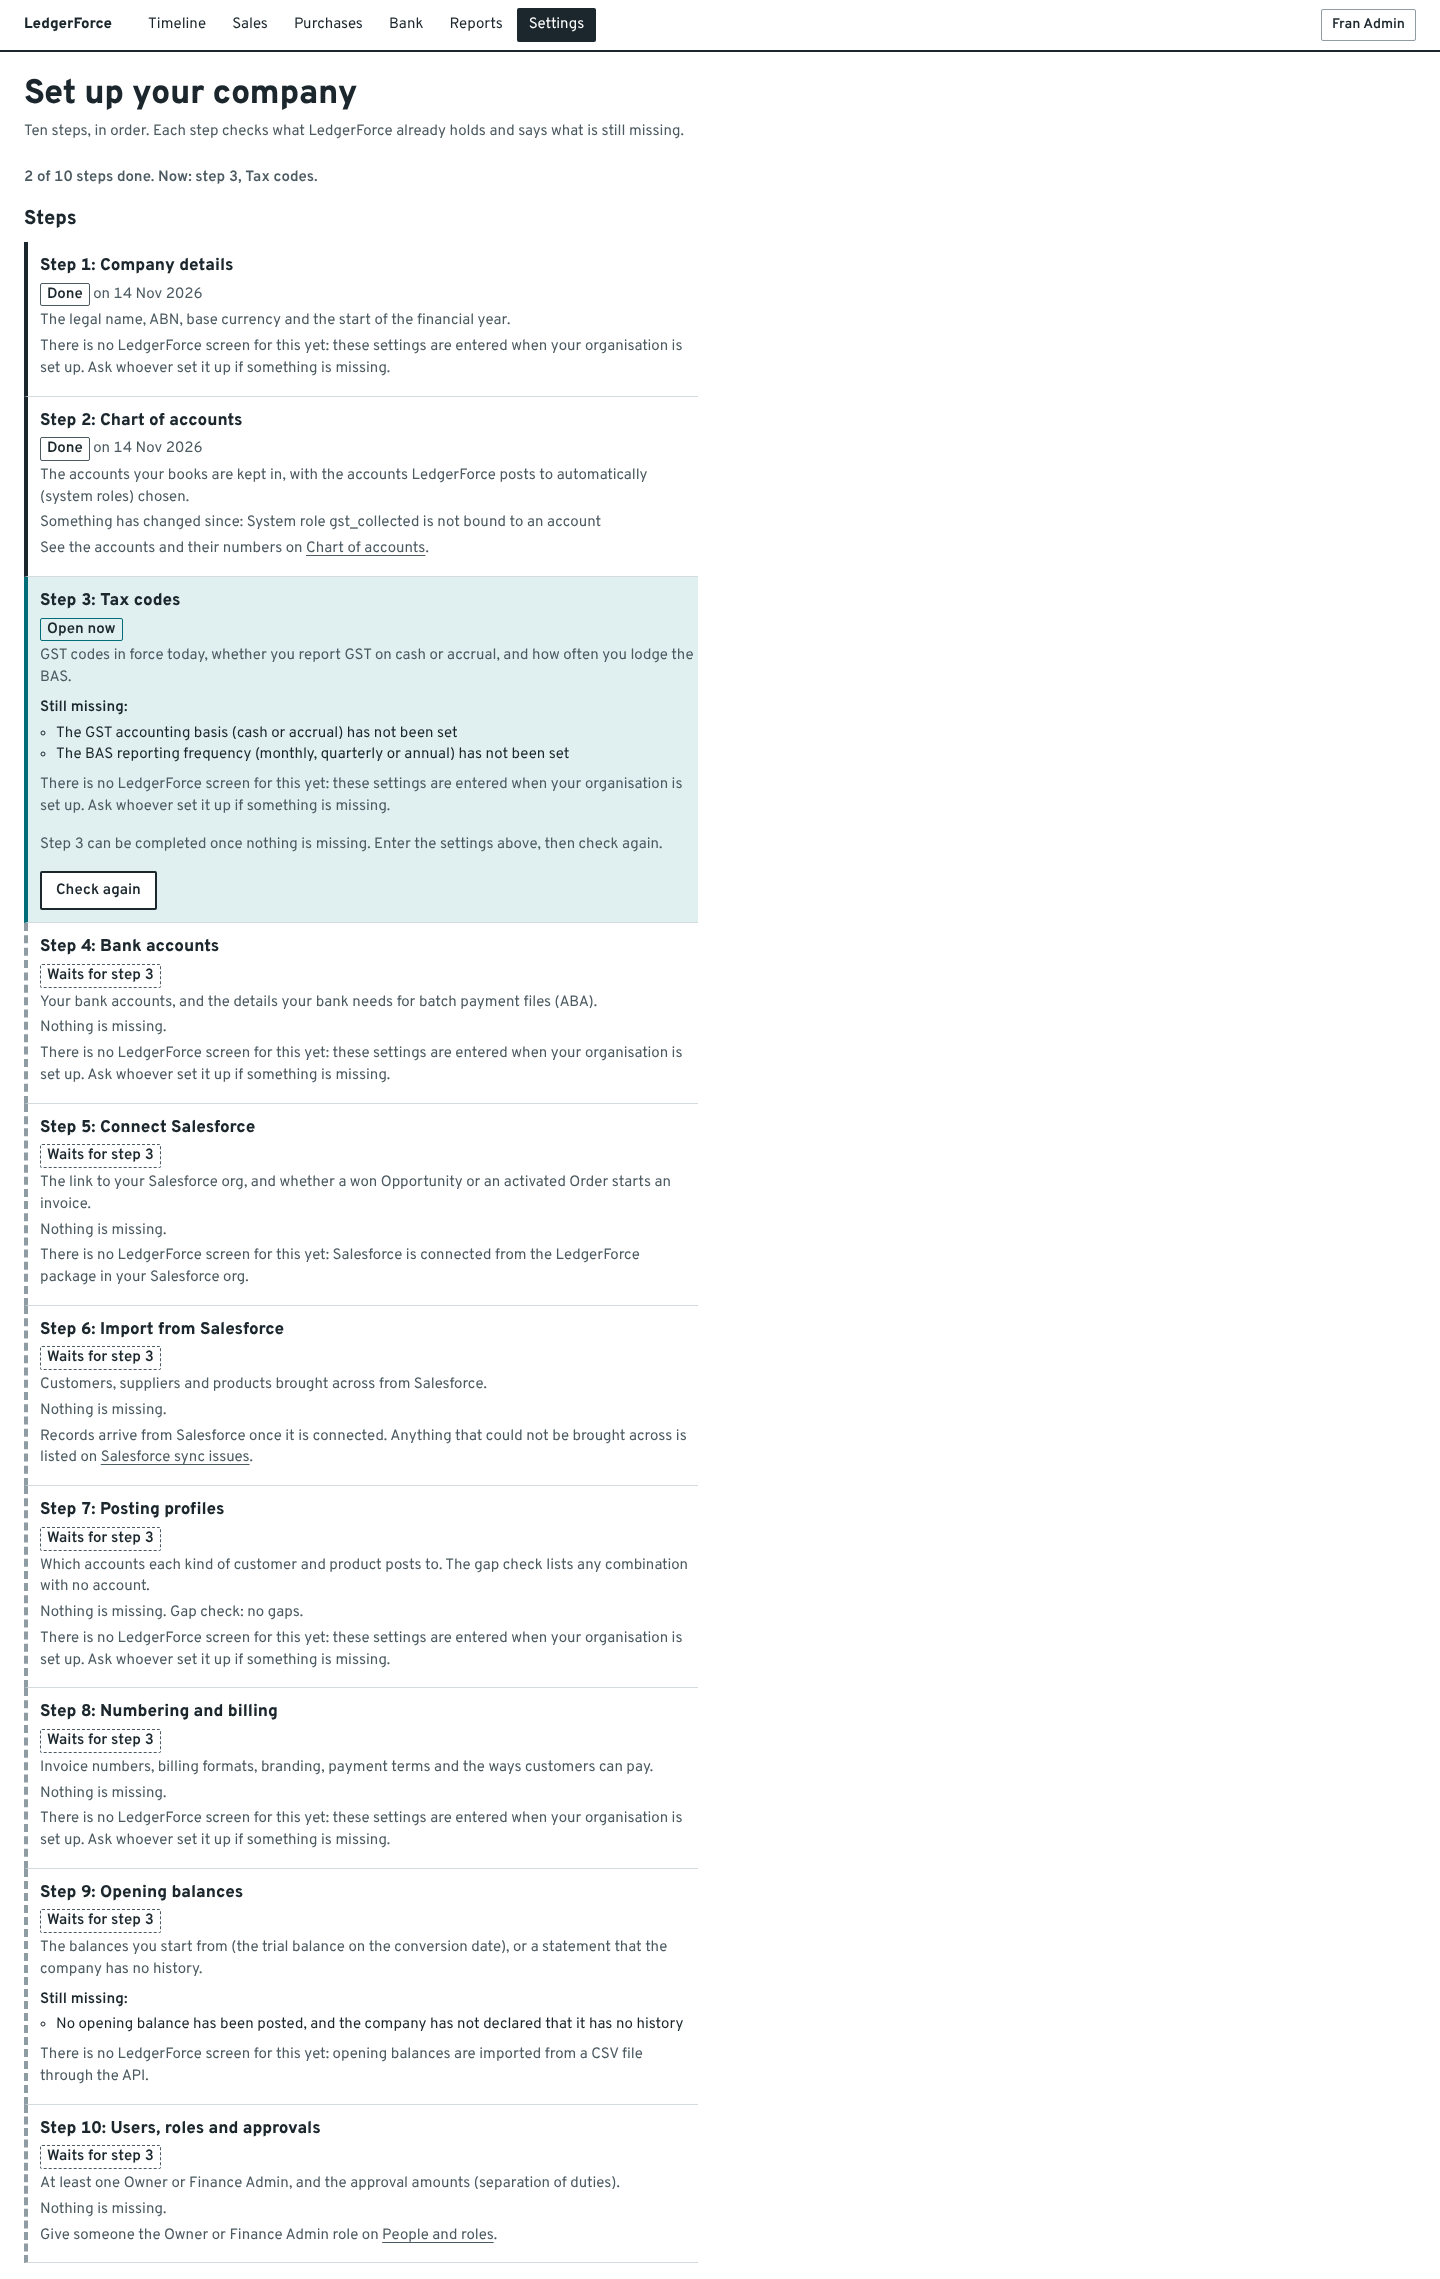 LedgerForce
Timeline
Sales
Purchases
Bank
Reports
Settings
Fran Admin
Set up your company
Ten steps, in order. Each step checks what LedgerForce already holds and says what is still missing.
2 of 10 steps done. Now: step 3, Tax codes.
Steps
Step 1: Company details
Done on 14 Nov 2026
The legal name, ABN, base currency and the start of the financial year.
There is no LedgerForce screen for this yet: these settings are entered when your organisation is
set up. Ask whoever set it up if something is missing.
Step 2: Chart of accounts
Done on 14 Nov 2026
The accounts your books are kept in, with the accounts LedgerForce posts to automatically
(system roles) chosen.
Something has changed since: System role gst_collected is not bound to an account
See the accounts and their numbers on Chart of accounts.
Step 3: Tax codes
Open now
GST codes in force today, whether you report GST on cash or accrual, and how often you lodge the
BAS.
Still missing:
The GST accounting basis (cash or accrual) has not been set
The BAS reporting frequency (monthly, quarterly or annual) has not been set
There is no LedgerForce screen for this yet: these settings are entered when your organisation is
set up. Ask whoever set it up if something is missing.
Step 3 can be completed once nothing is missing. Enter the settings above, then check again.
Check again
Step 4: Bank accounts
Waits for step 3
Your bank accounts, and the details your bank needs for batch payment files (ABA).
Nothing is missing.
There is no LedgerForce screen for this yet: these settings are entered when your organisation is
set up. Ask whoever set it up if something is missing.
Step 5: Connect Salesforce
Waits for step 3
The link to your Salesforce org, and whether a won Opportunity or an activated Order starts an
invoice.
Nothing is missing.
There is no LedgerForce screen for this yet: Salesforce is connected from the LedgerForce
package in your Salesforce org.
Step 6: Import from Salesforce
Waits for step 3
Customers, suppliers and products brought across from Salesforce.
Nothing is missing.
Records arrive from Salesforce once it is connected. Anything that could not be brought across is
listed on Salesforce sync issues.
Step 7: Posting profiles
Waits for step 3
Which accounts each kind of customer and product posts to. The gap check lists any combination
with no account.
Nothing is missing. Gap check: no gaps.
There is no LedgerForce screen for this yet: these settings are entered when your organisation is
set up. Ask whoever set it up if something is missing.
Step 8: Numbering and billing
Waits for step 3
Invoice numbers, billing formats, branding, payment terms and the ways customers can pay.
Nothing is missing.
There is no LedgerForce screen for this yet: these settings are entered when your organisation is
set up. Ask whoever set it up if something is missing.
Step 9: Opening balances
Waits for step 3
The balances you start from (the trial balance on the conversion date), or a statement that the
company has no history.
Still missing:
No opening balance has been posted, and the company has not declared that it has no history
There is no LedgerForce screen for this yet: opening balances are imported from a CSV file
through the API.
Step 10: Users, roles and approvals
Waits for step 3
At least one Owner or Finance Admin, and the approval amounts (separation of duties).
Nothing is missing.
Give someone the Owner or Finance Admin role on People and roles.